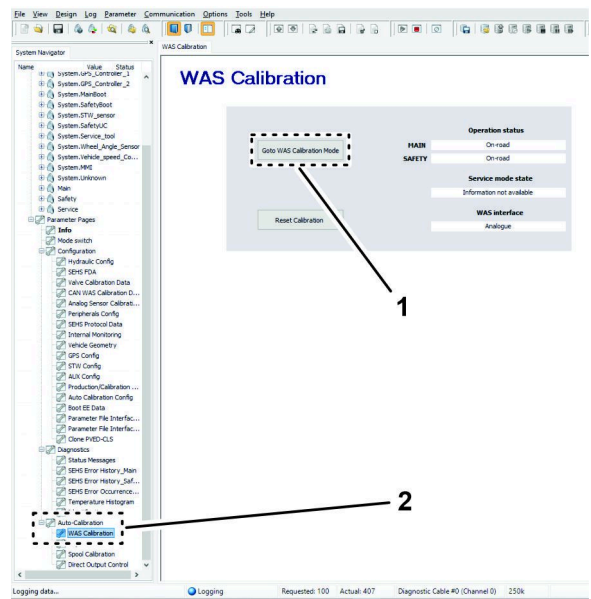 File View Design Log Parameter Communication Options Tools Help
System Navigator
WAS Calibration
Name Value Status
System.GPS_Controller_1
System.GPS_Controller_2
System.MainBoot
System.SafetyBoot
System.STW_sensor
System.SafetyUC
System.Service_tool
System.Wheel_Angle_Sensor
System.Vehicle_speed_Co...
System.MMI
System.Unknown
Main
Safety
Service
Parameter Pages
Info
Mode switch
Configuration
Hydraulic Config
SEHS FDA
Valve Calibration Data
CAN WAS Calibration D...
Analog Sensor Calibrati...
Peripherals Config
SEHS Protocol Data
Internal Monitoring
Vehicle Geometry
GPS Config
STW Config
AUX Config
Production/Calibration ...
Auto Calibration Config
Boot EE Data
Parameter File Interfac...
Parameter File Interfac...
Clone PVED-CLS
Diagnostics
Status Messages
SEHS Error History_Main
SEHS Error History_Saf...
SEHS Error Occurrence...
Temperature Histogram
Auto-Calibration
WAS Calibration
Spool Calibration
Direct Output Control
WAS Calibration
Goto WAS Calibration Mode
Reset Calibration
Operation status
MAIN On-road
SAFETY On-road
Service mode state
Information not available
WAS interface
Analogue
1
2
Logging data... Logging Requested: 100 Actual: 407 Diagnostic Cable #0 (Channel 0) 250k